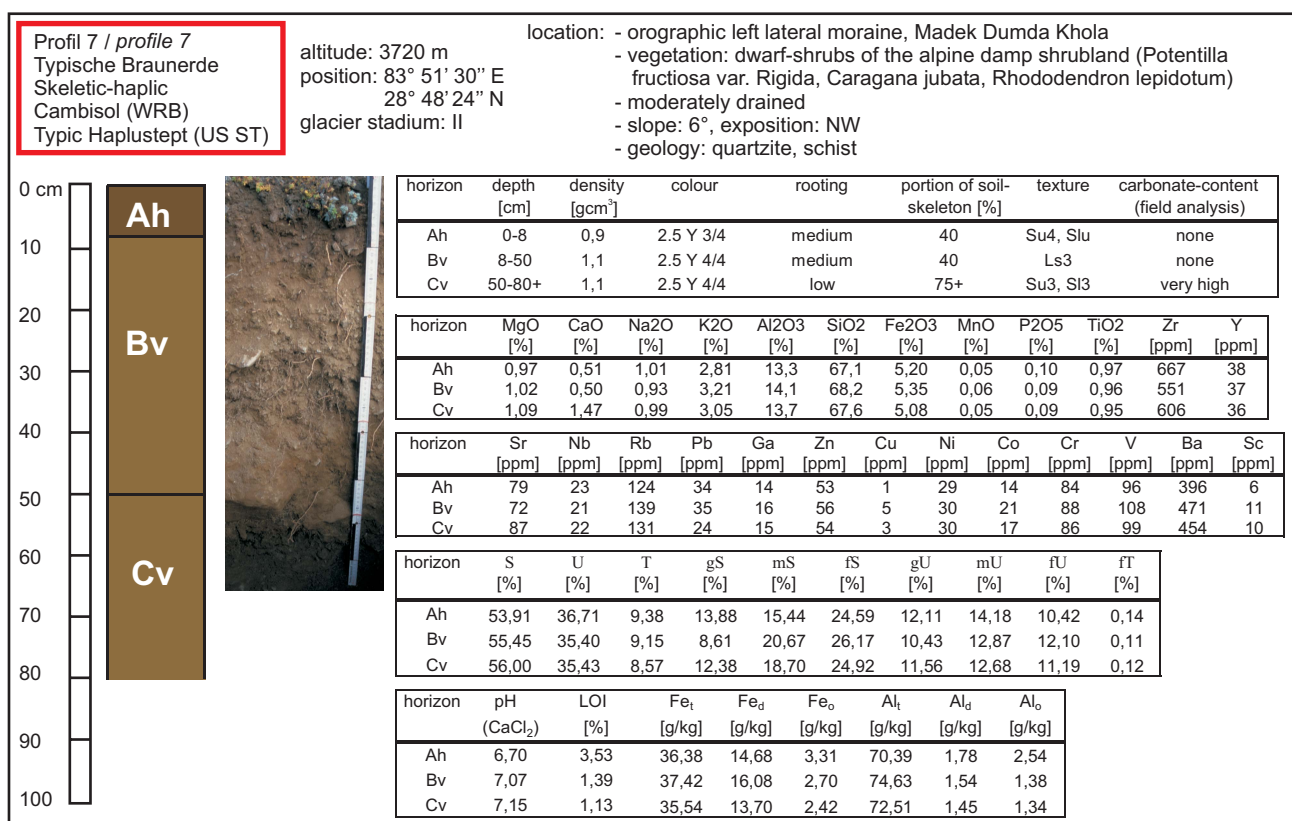 Profil 7 / profile 7
Typische Braunerde
Skeletic-haplic
Cambisol (WRB)
Typic Haplustept (US ST)
altitude: 3720 m
position: 83° 51' 30'' E
28° 48' 24'' N
glacier stadium: II
location: - orographic left lateral moraine, Madek Dumda Khola
- vegetation: dwarf-shrubs of the alpine damp shrubland (Potentilla
fructiosa var. Rigida, Caragana jubata, Rhododendron lepidotum)
- moderately drained
- slope: 6°, exposition: NW
- geology: quartzite, schist
0 cm
10
20
30
40
50
60
70
80
90
100
Ah
Bv
Cv
horizon depth density colour rooting portion of soil- texture carbonate-content
[cm] [gcm³] skeleton [%] (field analysis)
Ah 0-8 0,9 2.5 Y 3/4 medium 40 Su4, Slu none
Bv 8-50 1,1 2.5 Y 4/4 medium 40 Ls3 none
Cv 50-80+ 1,1 2.5 Y 4/4 low 75+ Su3, Sl3 very high
horizon MgO CaO Na2O K2O Al2O3 SiO2 Fe2O3 MnO P2O5 TiO2 Zr Y
[%] [%] [%] [%] [%] [%] [%] [%] [%] [%] [ppm] [ppm]
Ah 0,97 0,51 1,01 2,81 13,3 67,1 5,20 0,05 0,10 0,97 667 38
Bv 1,02 0,50 0,93 3,21 14,1 68,2 5,35 0,06 0,09 0,96 551 37
Cv 1,09 1,47 0,99 3,05 13,7 67,6 5,08 0,05 0,09 0,95 606 36
horizon Sr Nb Rb Pb Ga Zn Cu Ni Co Cr V Ba Sc
[ppm] [ppm] [ppm] [ppm] [ppm] [ppm] [ppm] [ppm] [ppm] [ppm] [ppm] [ppm] [ppm]
Ah 79 23 124 34 14 53 1 29 14 84 96 396 6
Bv 72 21 139 35 16 56 5 30 21 88 108 471 11
Cv 87 22 131 24 15 54 3 30 17 86 99 454 10
horizon S U T gS mS fS gU mU fU fT
[%] [%] [%] [%] [%] [%] [%] [%] [%] [%]
Ah 53,91 36,71 9,38 13,88 15,44 24,59 12,11 14,18 10,42 0,14
Bv 55,45 35,40 9,15 8,61 20,67 26,17 10,43 12,87 12,10 0,11
Cv 56,00 35,43 8,57 12,38 18,70 24,92 11,56 12,68 11,19 0,12
horizon pH LOI Feₜ Fe_d Feₒ Alₜ Al_d Alₒ
(CaCl₂) [%] [g/kg] [g/kg] [g/kg] [g/kg] [g/kg] [g/kg]
Ah 6,70 3,53 36,38 14,68 3,31 70,39 1,78 2,54
Bv 7,07 1,39 37,42 16,08 2,70 74,63 1,54 1,38
Cv 7,15 1,13 35,54 13,70 2,42 72,51 1,45 1,34